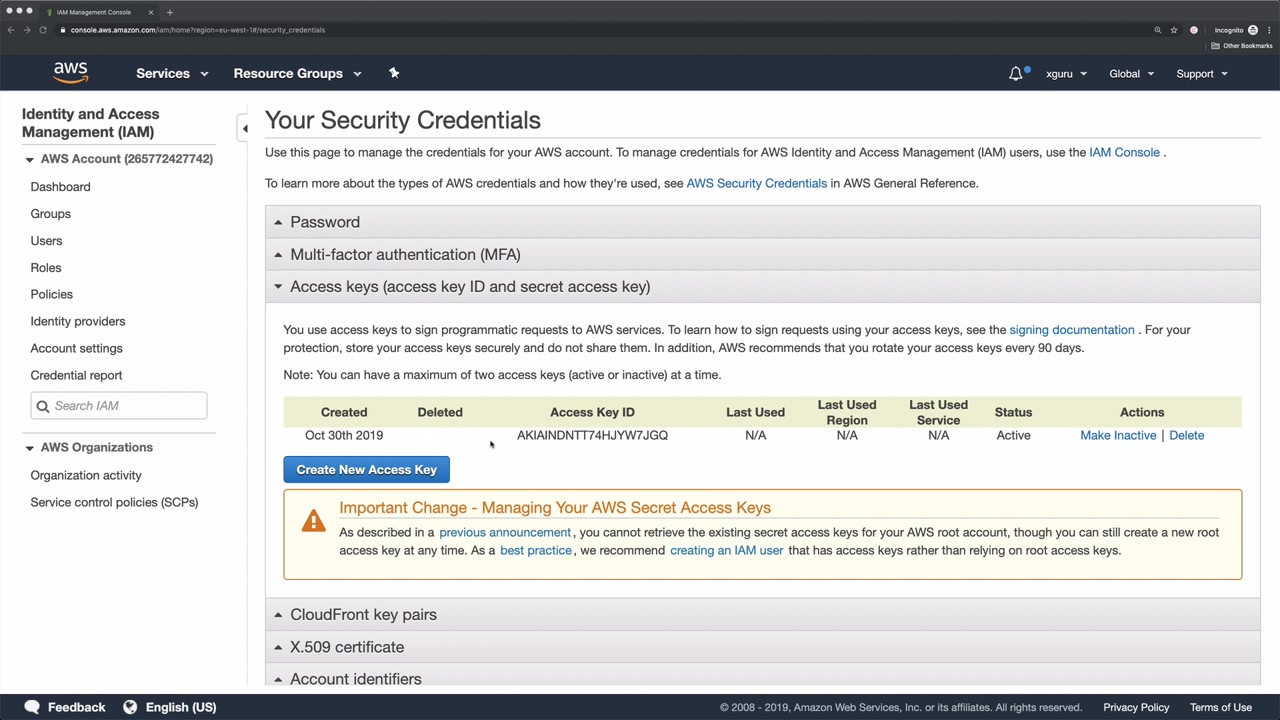 IAM Management Console
console.aws.amazon.com/iam/home?region=eu-west-1#/security_credentials
Incognito
Other Bookmarks
aws
Services
Resource Groups
xguru
Global
Support
Identity and Access
Management (IAM)
AWS Account (265772427742)
Dashboard
Groups
Users
Roles
Policies
Identity providers
Account settings
Credential report
Search IAM
AWS Organizations
Organization activity
Service control policies (SCPs)
Your Security Credentials
Use this page to manage the credentials for your AWS account. To manage credentials for AWS Identity and Access Management (IAM) users, use the IAM Console .
To learn more about the types of AWS credentials and how they're used, see AWS Security Credentials in AWS General Reference.
Password
Multi-factor authentication (MFA)
Access keys (access key ID and secret access key)
You use access keys to sign programmatic requests to AWS services. To learn how to sign requests using your access keys, see the signing documentation . For your
protection, store your access keys securely and do not share them. In addition, AWS recommends that you rotate your access keys every 90 days.
Note: You can have a maximum of two access keys (active or inactive) at a time.
Created Deleted Access Key ID Last Used Last Used Region Last Used Service Status Actions
Oct 30th 2019 AKIAINDNTT74HJYW7JGQ N/A N/A N/A Active Make Inactive | Delete
Create New Access Key
Important Change - Managing Your AWS Secret Access Keys
As described in a previous announcement, you cannot retrieve the existing secret access keys for your AWS root account, though you can still create a new root
access key at any time. As a best practice, we recommend creating an IAM user that has access keys rather than relying on root access keys.
CloudFront key pairs
X.509 certificate
Account identifiers
Feedback
English (US)
© 2008 - 2019, Amazon Web Services, Inc. or its affiliates. All rights reserved.
Privacy Policy
Terms of Use